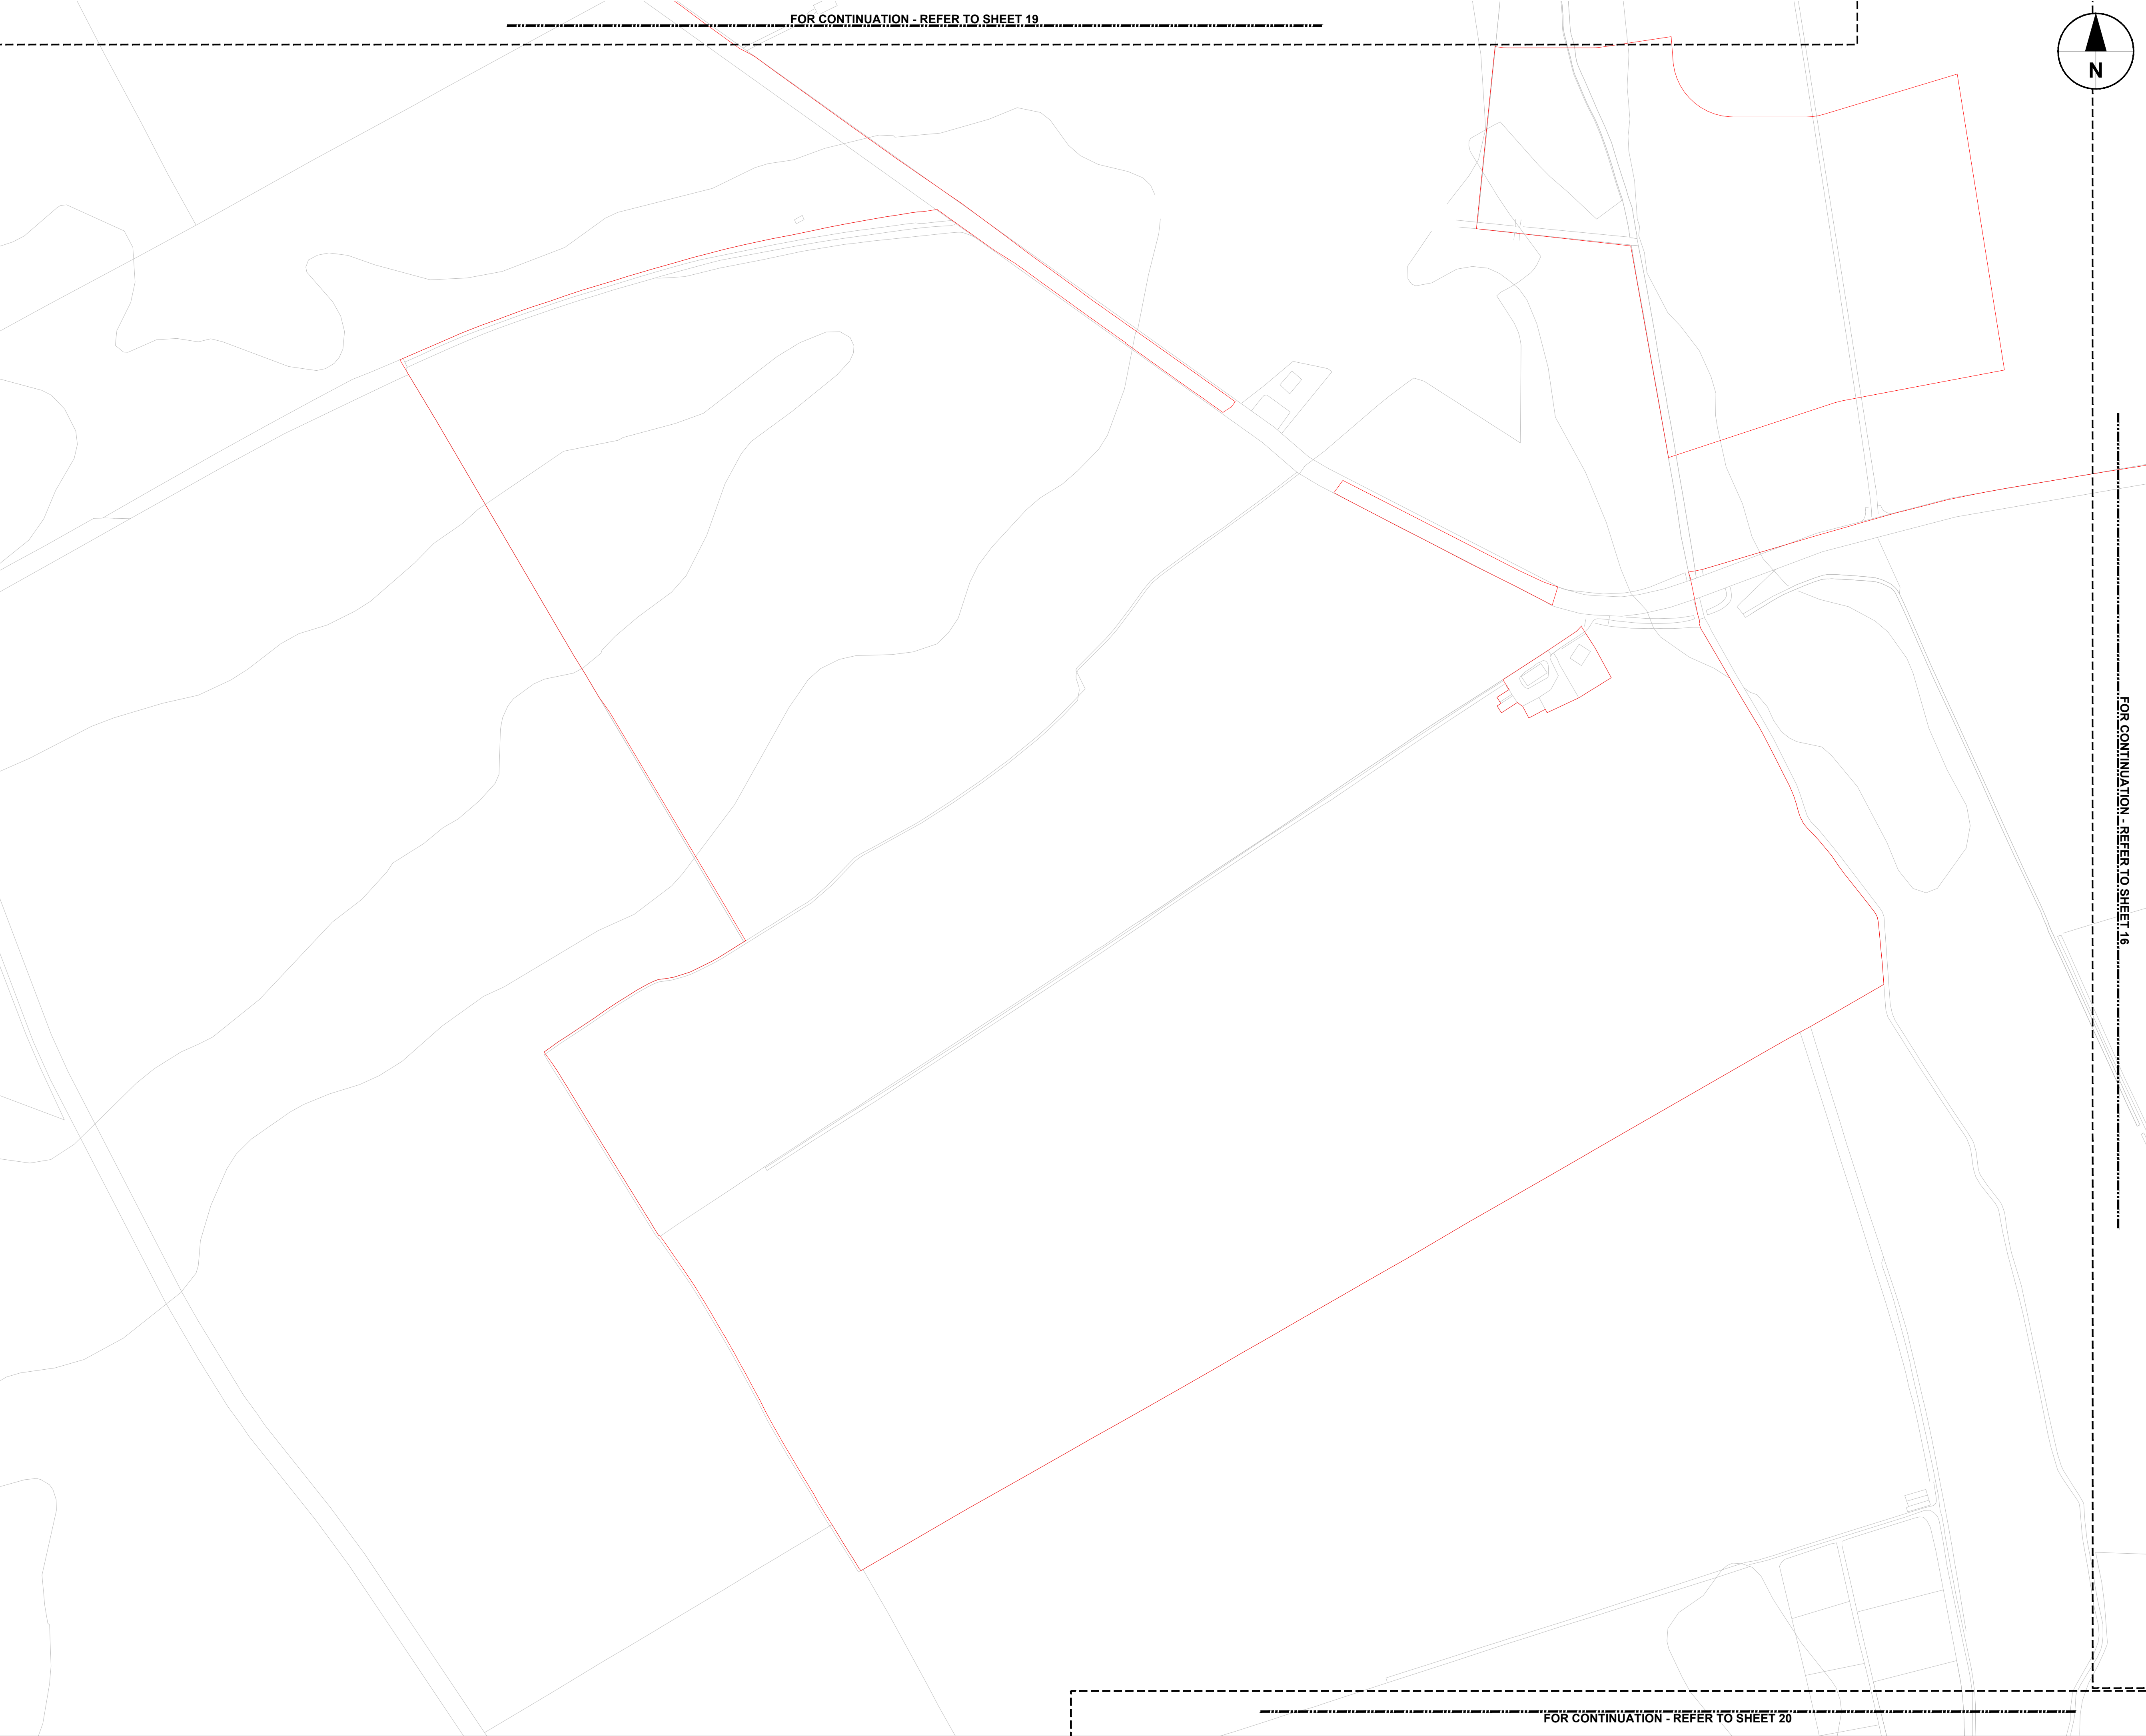 FOR CONTINUATION - REFER TO SHEET 19
N
FOR CONTINUATION - REFER TO SHEET 16
FOR CONTINUATION - REFER TO SHEET 20